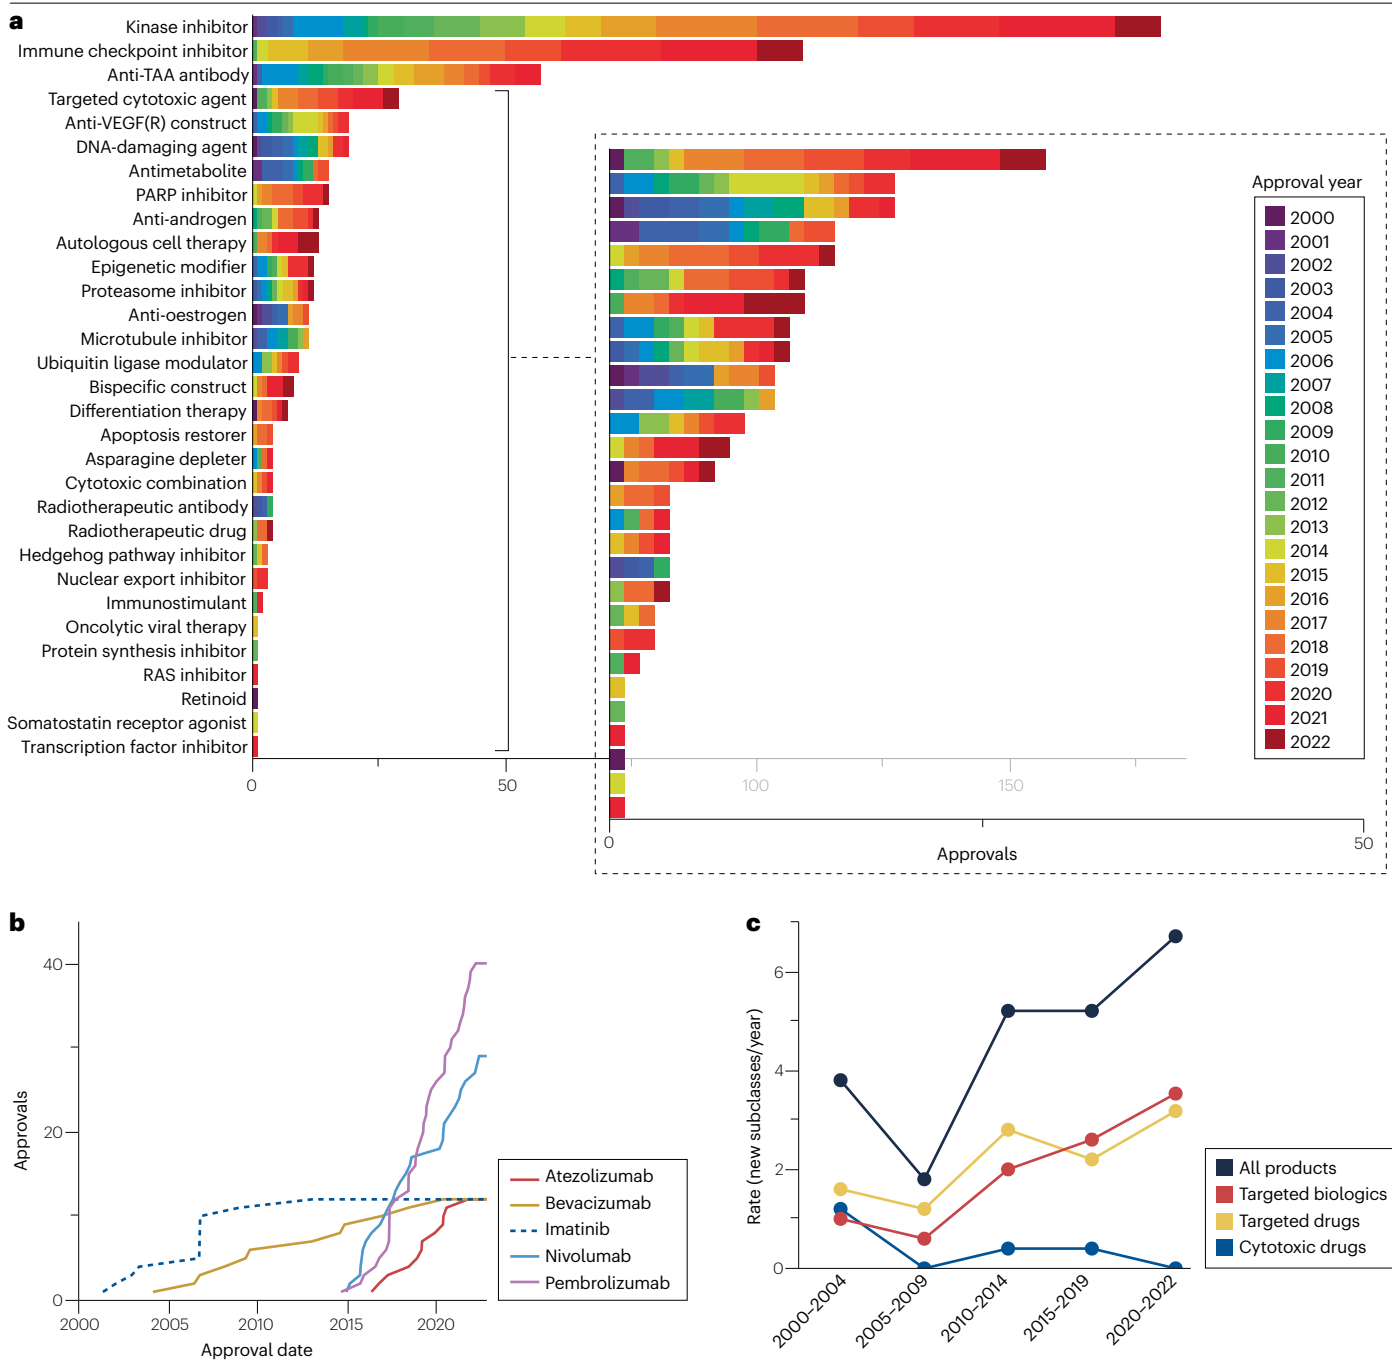 a
Kinase inhibitor
Immune checkpoint inhibitor
Anti-TAA antibody
Targeted cytotoxic agent
Anti-VEGF(R) construct
DNA-damaging agent
Antimetabolite
PARP inhibitor
Anti-androgen
Autologous cell therapy
Epigenetic modifier
Proteasome inhibitor
Anti-oestrogen
Microtubule inhibitor
Ubiquitin ligase modulator
Bispecific construct
Differentiation therapy
Apoptosis restorer
Asparagine depleter
Cytotoxic combination
Radiotherapeutic antibody
Radiotherapeutic drug
Hedgehog pathway inhibitor
Nuclear export inhibitor
Immunostimulant
Oncolytic viral therapy
Protein synthesis inhibitor
RAS inhibitor
Retinoid
Somatostatin receptor agonist
Transcription factor inhibitor
0 50 100 150
0 50
Approvals
Approval year
2000
2001
2002
2003
2004
2005
2006
2007
2008
2009
2010
2011
2012
2013
2014
2015
2016
2017
2018
2019
2020
2021
2022
b
Approvals
40
20
0
2000 2005 2010 2015 2020
Approval date
Atezolizumab
Bevacizumab
Imatinib
Nivolumab
Pembrolizumab
c
Rate (new subclasses/year)
6
4
2
0
2000–2004
2005–2009
2010–2014
2015–2019
2020–2022
All products
Targeted biologics
Targeted drugs
Cytotoxic drugs